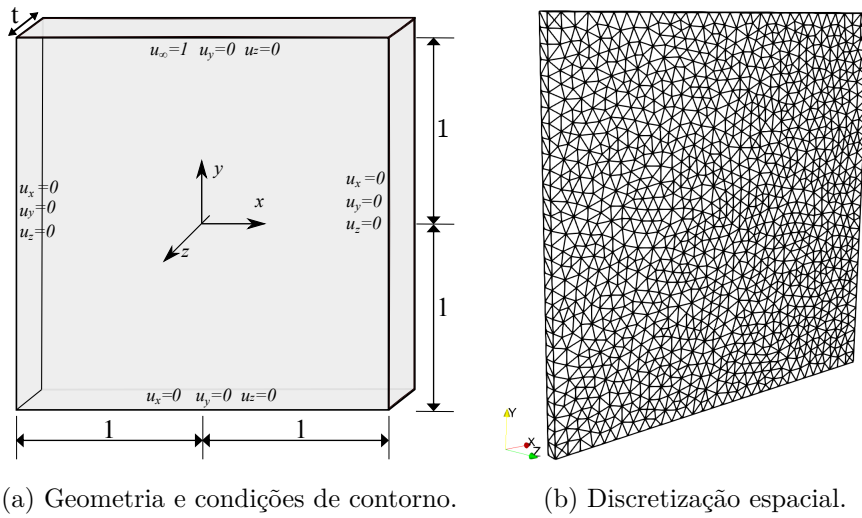 t
u∞=1 uy=0 uz=0
1
y
x
z
ux=0
uy=0
uz=0
ux=0
uy=0
uz=0
1
ux=0 uy=0 uz=0
1
1
Y
X
Z
(a) Geometria e condições de contorno.
(b) Discretização espacial.